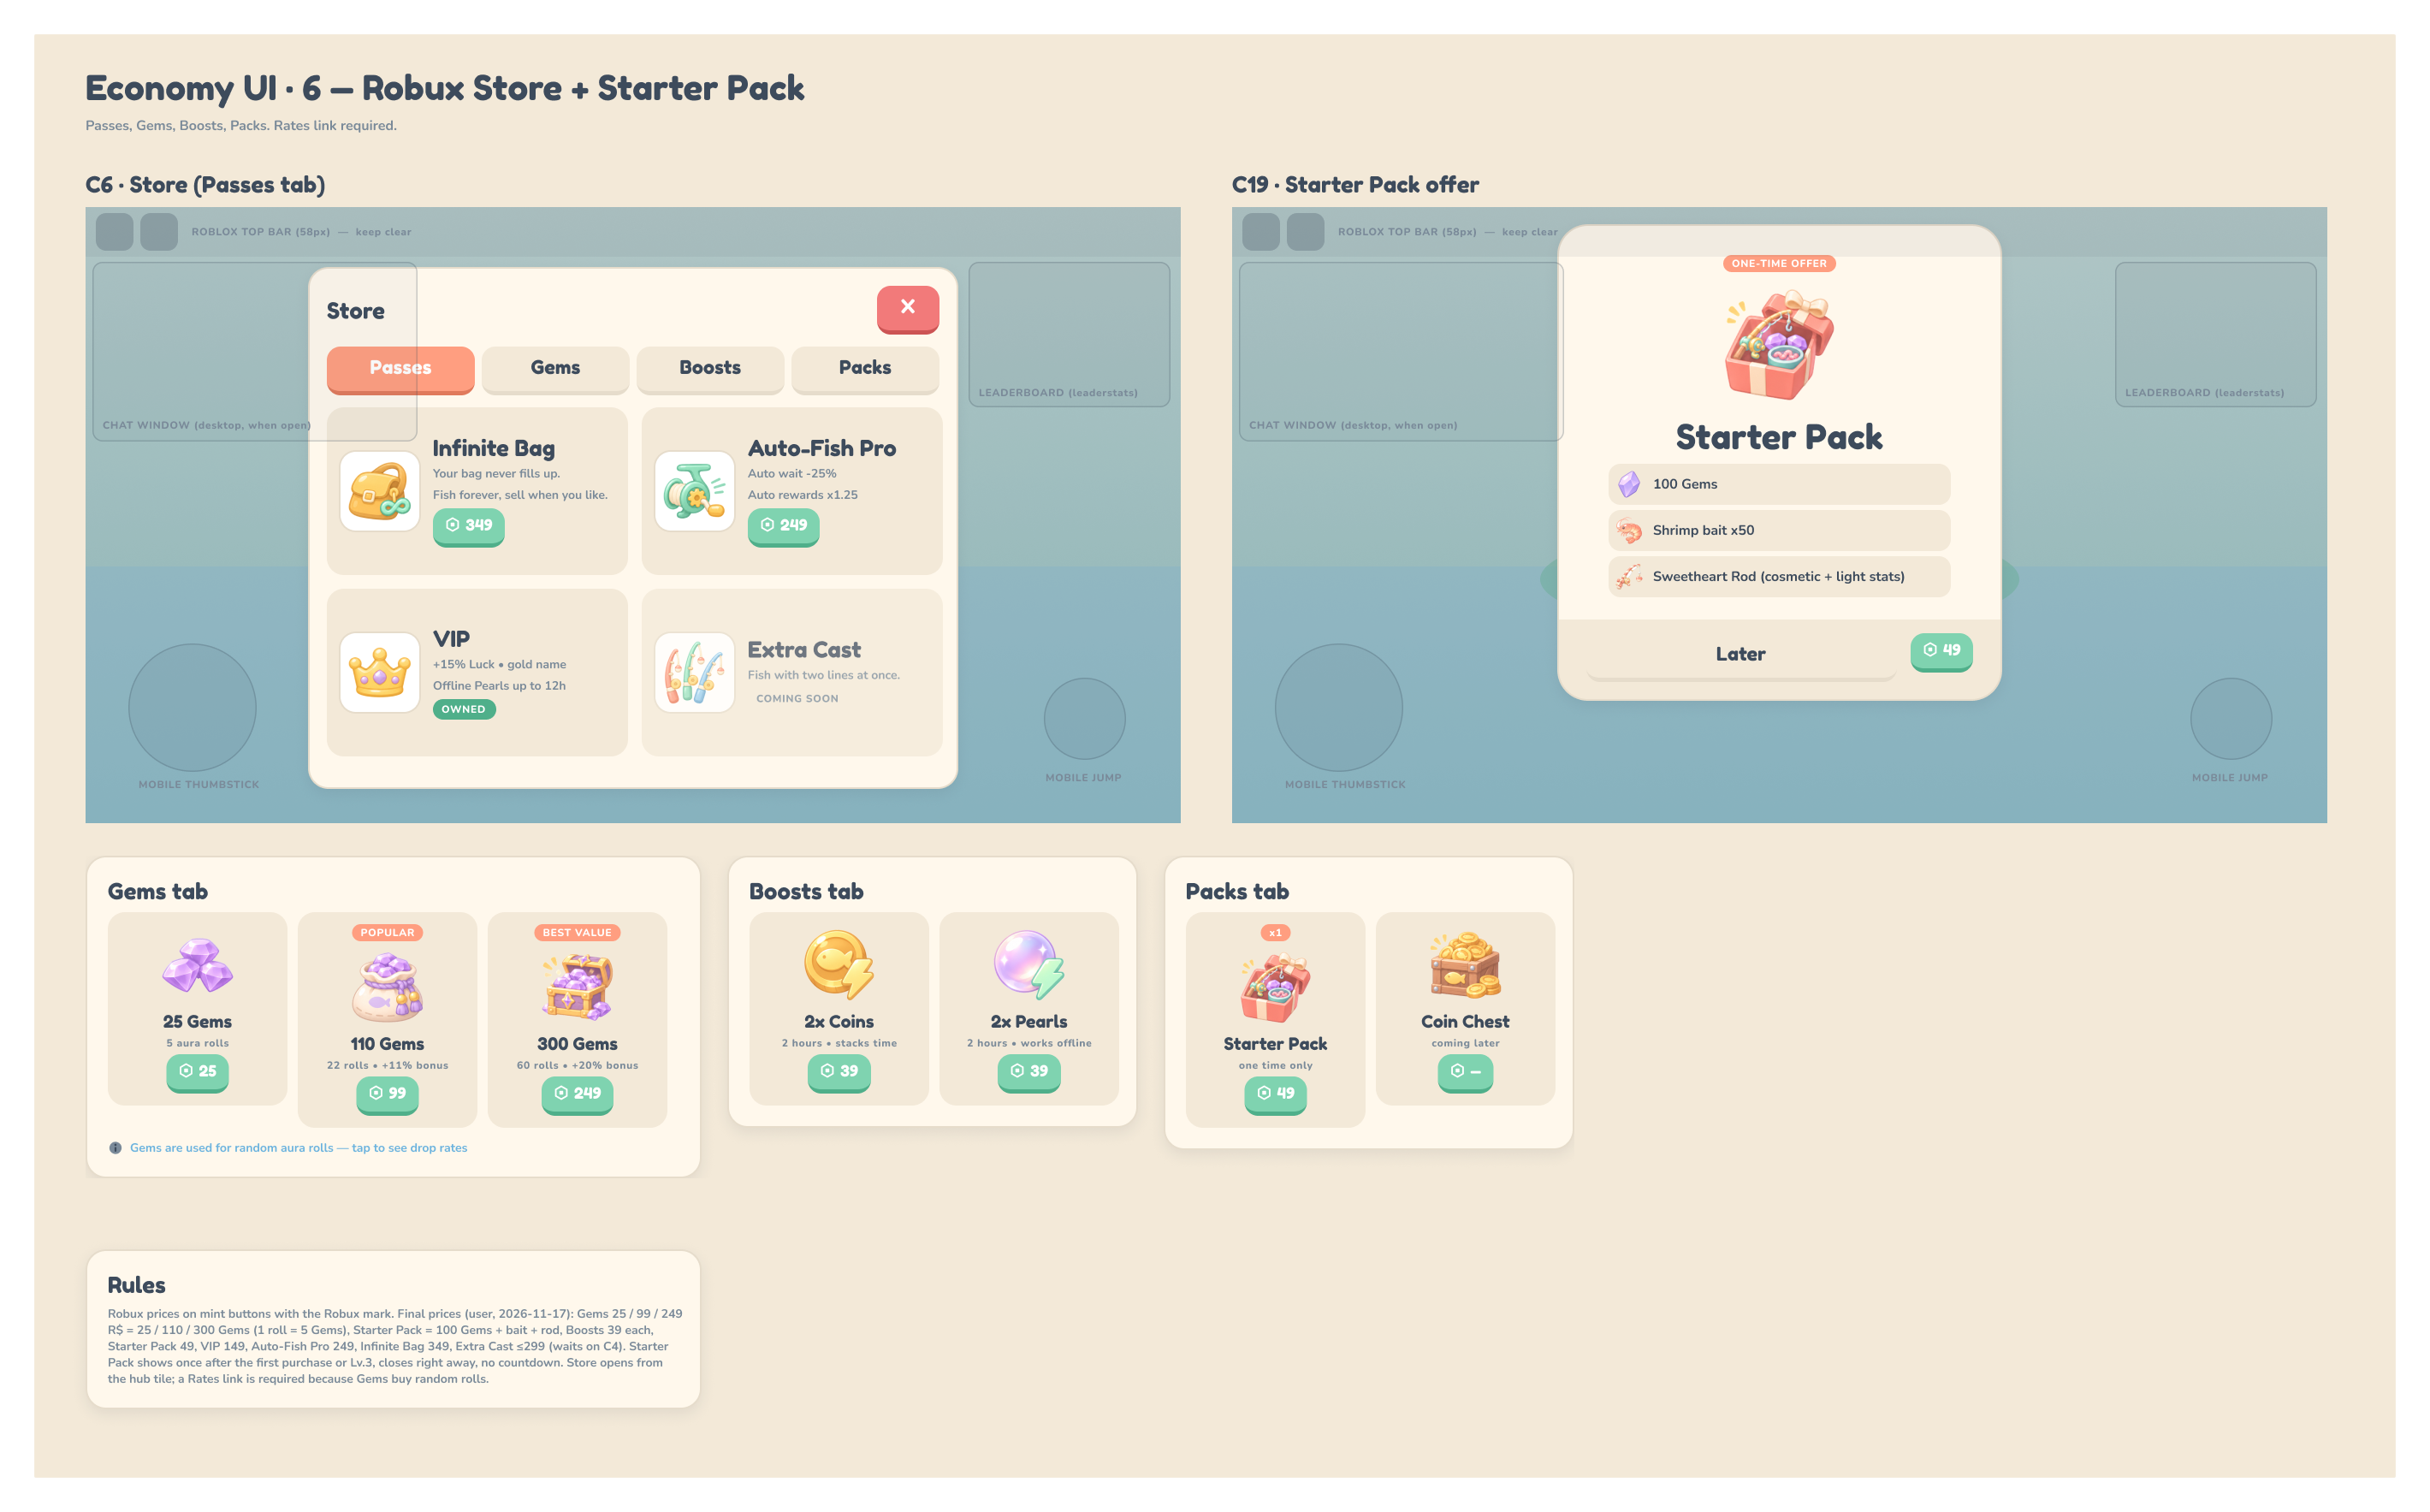 Economy UI · 6 — Robux Store + Starter Pack
Passes, Gems, Boosts, Packs. Rates link required.
C6 · Store (Passes tab)
ROBLOX TOP BAR (58px) — keep clear
CHAT WINDOW (desktop, when open)
LEADERBOARD (leaderstats)
MOBILE THUMBSTICK
MOBILE JUMP
Store
×
Passes
Gems
Boosts
Packs
Infinite Bag
Your bag never fills up.
Fish forever, sell when you like.
349
Auto-Fish Pro
Auto wait -25%
Auto rewards x1.25
249
VIP
+15% Luck • gold name
Offline Pearls up to 12h
OWNED
Extra Cast
Fish with two lines at once.
COMING SOON
C19 · Starter Pack offer
ROBLOX TOP BAR (58px) — keep clear
CHAT WINDOW (desktop, when open)
LEADERBOARD (leaderstats)
MOBILE THUMBSTICK
MOBILE JUMP
ONE-TIME OFFER
Starter Pack
100 Gems
Shrimp bait x50
Sweetheart Rod (cosmetic + light stats)
Later
49
Gems tab
25 Gems
5 aura rolls
25
POPULAR
110 Gems
22 rolls • +11% bonus
99
BEST VALUE
300 Gems
60 rolls • +20% bonus
249
Gems are used for random aura rolls — tap to see drop rates
Boosts tab
2x Coins
2 hours • stacks time
39
2x Pearls
2 hours • works offline
39
Packs tab
x1
Starter Pack
one time only
49
Coin Chest
coming later
—
Rules
Robux prices on mint buttons with the Robux mark. Final prices (user, 2026-11-17): Gems 25 / 99 / 249
R$ = 25 / 110 / 300 Gems (1 roll = 5 Gems), Starter Pack = 100 Gems + bait + rod, Boosts 39 each,
Starter Pack 49, VIP 149, Auto-Fish Pro 249, Infinite Bag 349, Extra Cast ≤299 (waits on C4). Starter
Pack shows once after the first purchase or Lv.3, closes right away, no countdown. Store opens from
the hub tile; a Rates link is required because Gems buy random rolls.